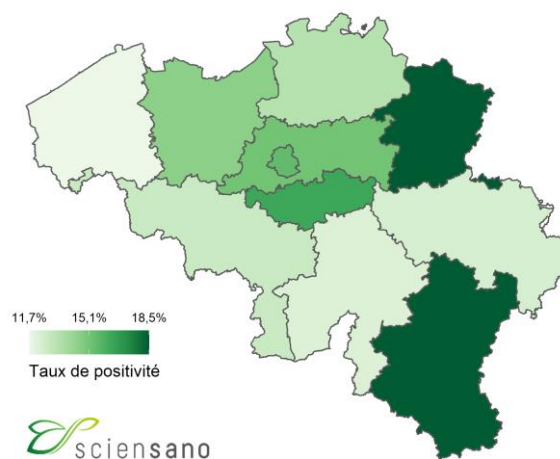 11,7% 15,1% 18,5%
Taux de positivité
sciensano